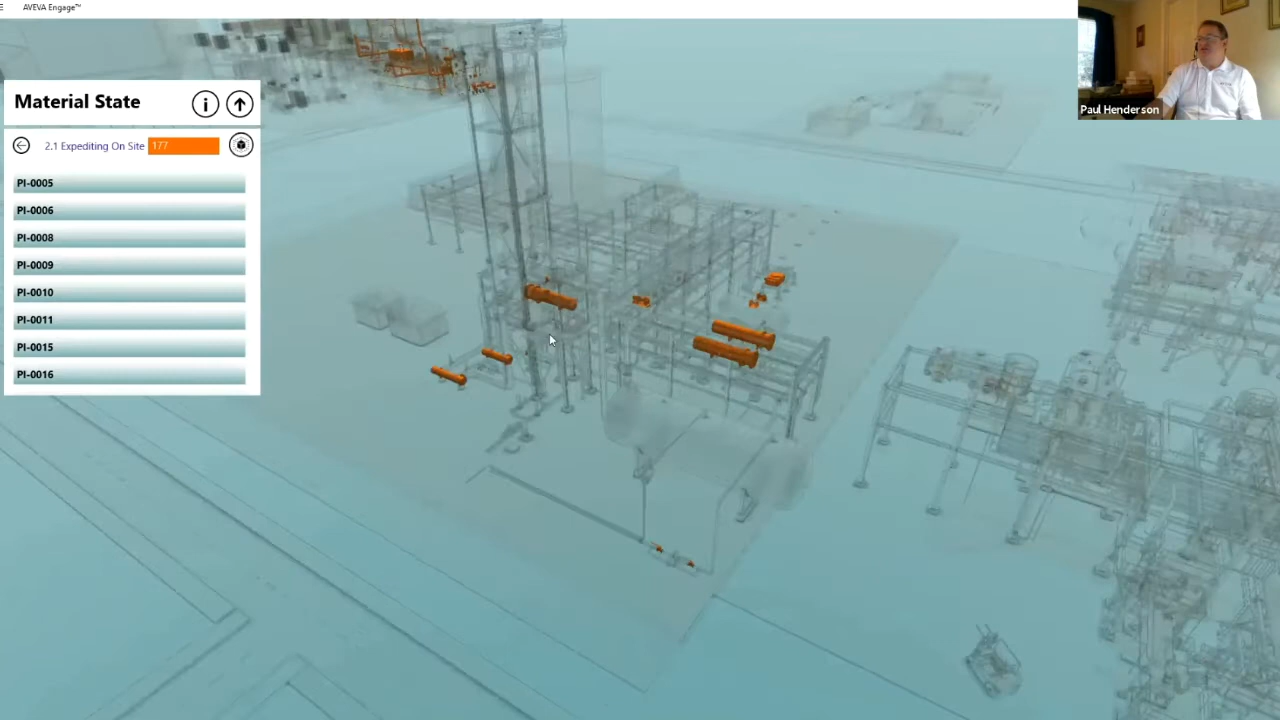 AVEVA Engage™
Paul Henderson
Material State
2.1 Expediting On Site 177
PI-0005
PI-0006
PI-0008
PI-0009
PI-0010
PI-0011
PI-0015
PI-0016